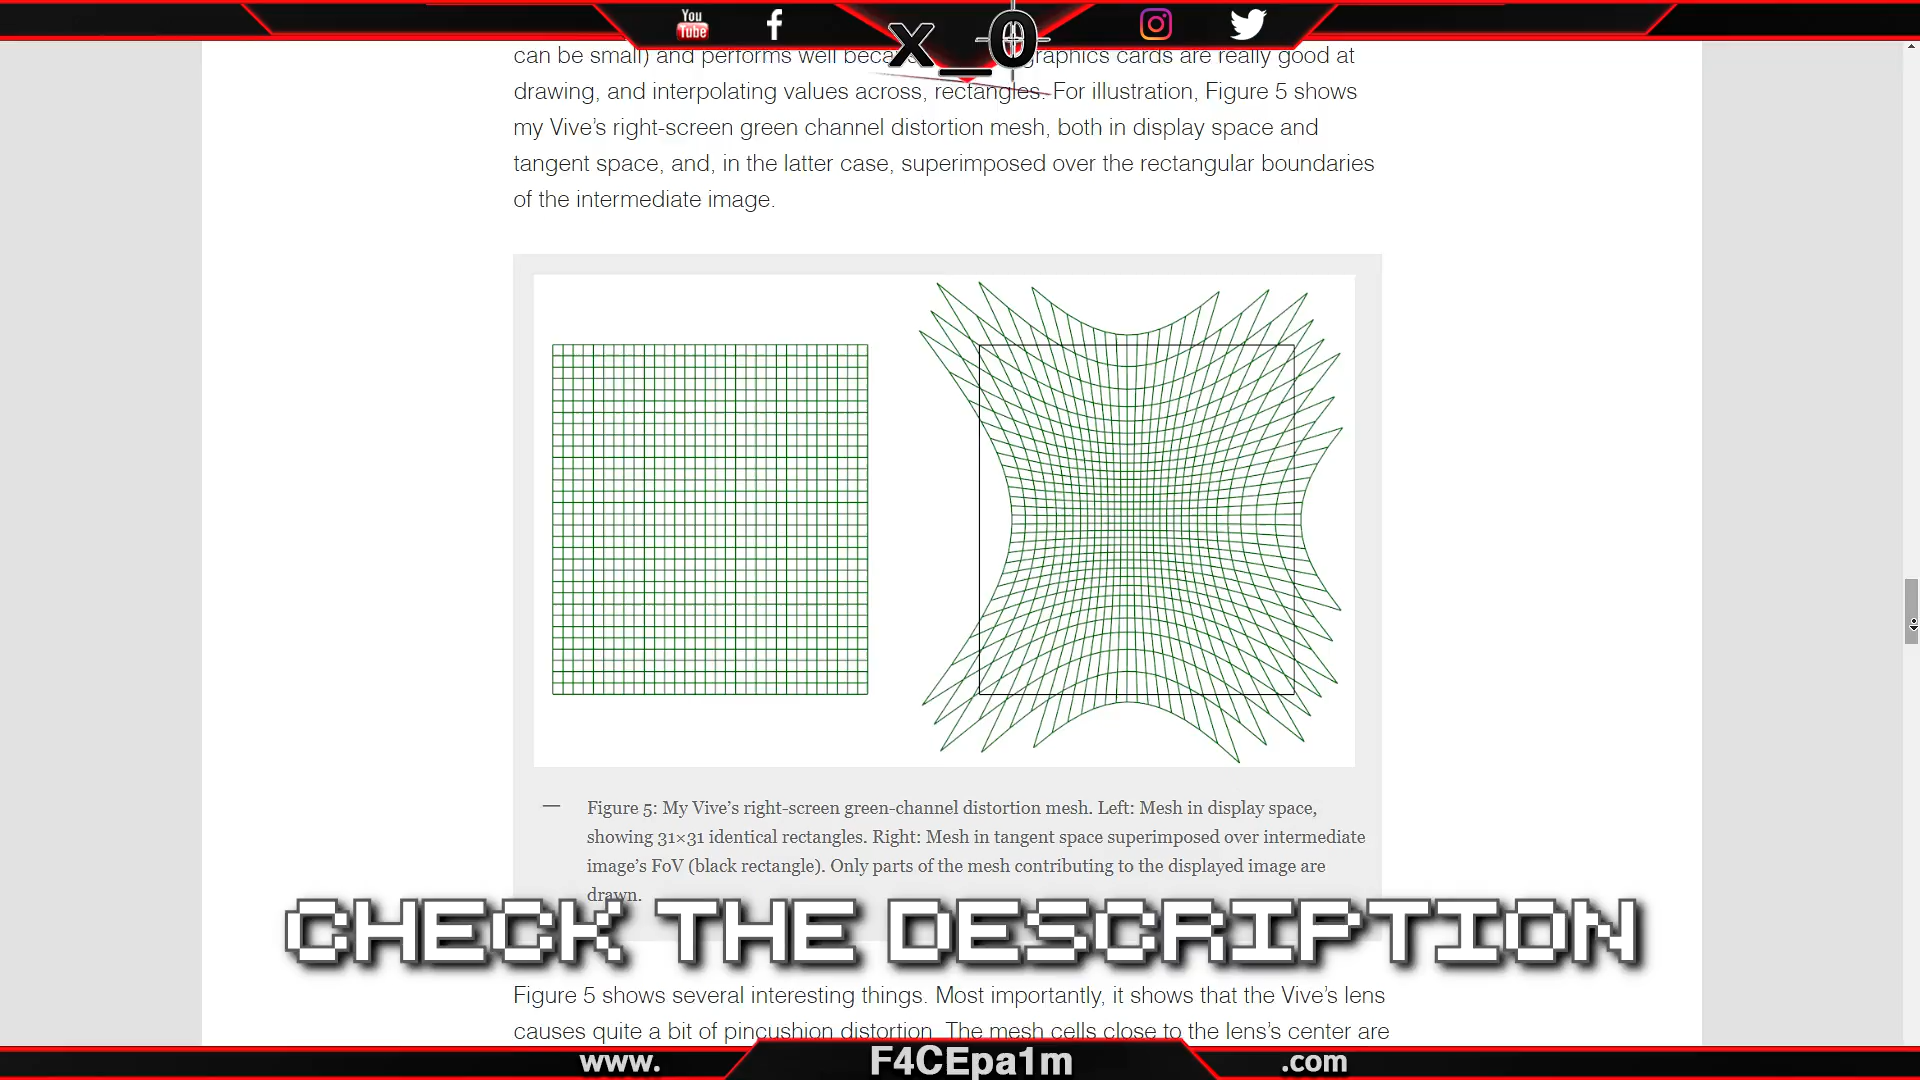 You
Tube
x_0
can be small) and performs well graphics cards are really good at
drawing, and interpolating values across, rectangles. For illustration, Figure 5 shows
my Vive’s right-screen green channel distortion mesh, both in display space and
tangent space, and, in the latter case, superimposed over the rectangular boundaries
of the intermediate image.
— Figure 5: My Vive’s right-screen green-channel distortion mesh. Left: Mesh in display space,
showing 31×31 identical rectangles. Right: Mesh in tangent space superimposed over intermediate
image’s FoV (black rectangle). Only parts of the mesh contributing to the displayed image are
drawn.
CHECK THE DESCRIPTION
Figure 5 shows several interesting things. Most importantly, it shows that the Vive’s lens
causes quite a bit of pincushion distortion. The mesh cells close to the lens’s center are
www. F4CEpa1m .com